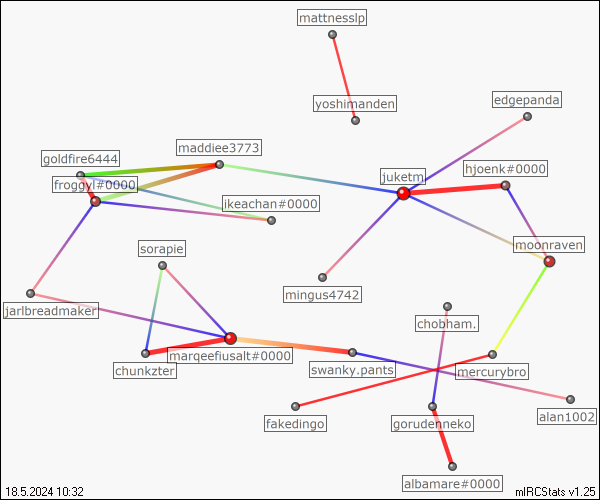 mattnesslp
yoshimanden
edgepanda
maddiee3773
goldfire6444
hjoenk#0000
juketm
froggyl#0000
ikeachan#0000
moonraven
sorapie
mingus4742
jarlbreadmaker
chobham.
marqeefiusalt#0000
chunkzter
swanky.pants
mercurybro
alan1002
fakedingo
gorudenneko
albamare#0000
18.5.2024 10:32
mIRCStats v1.25